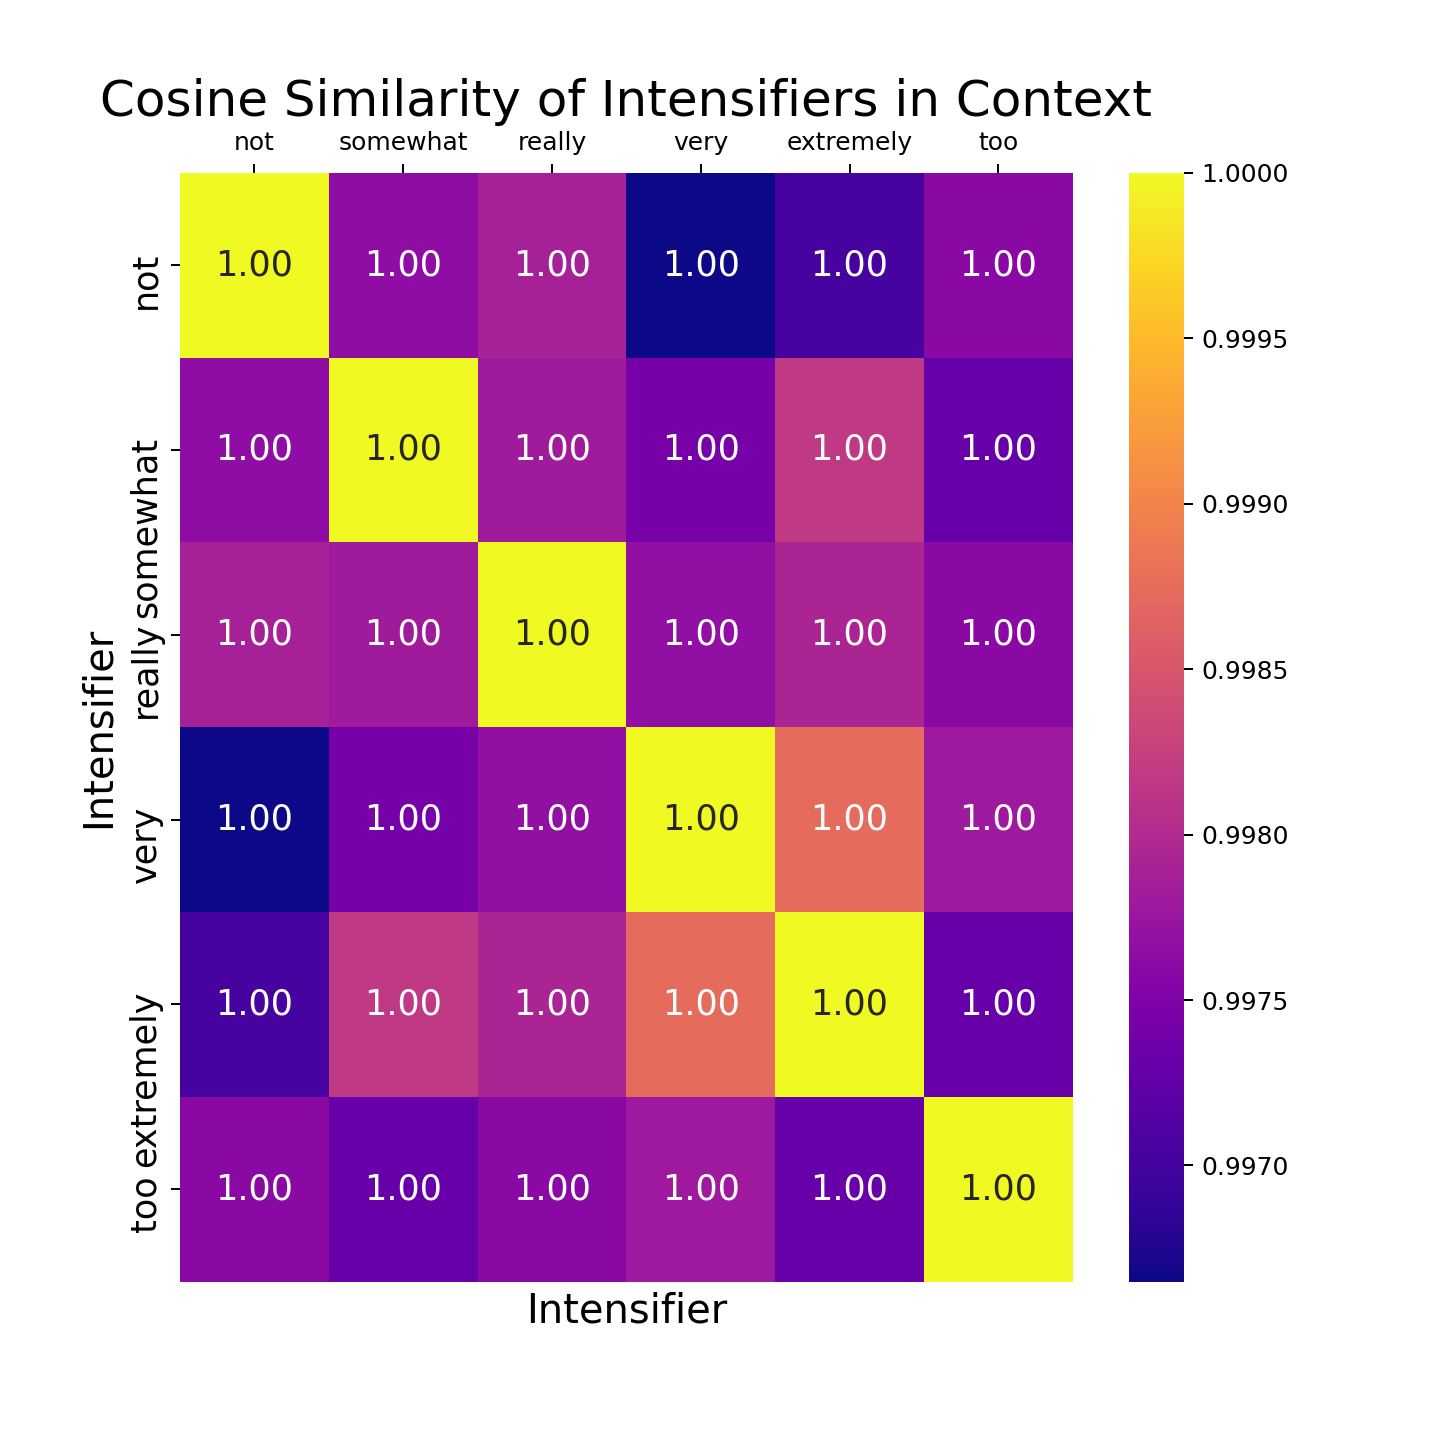 Cosine Similarity of Intensifiers in Context
not somewhat really very extremely too
not 1.00 1.00 1.00 1.00 1.00 1.00
somewhat 1.00 1.00 1.00 1.00 1.00 1.00
really 1.00 1.00 1.00 1.00 1.00 1.00
very 1.00 1.00 1.00 1.00 1.00 1.00
extremely 1.00 1.00 1.00 1.00 1.00 1.00
too 1.00 1.00 1.00 1.00 1.00 1.00
Intensifier
Intensifier
1.0000
0.9995
0.9990
0.9985
0.9980
0.9975
0.9970